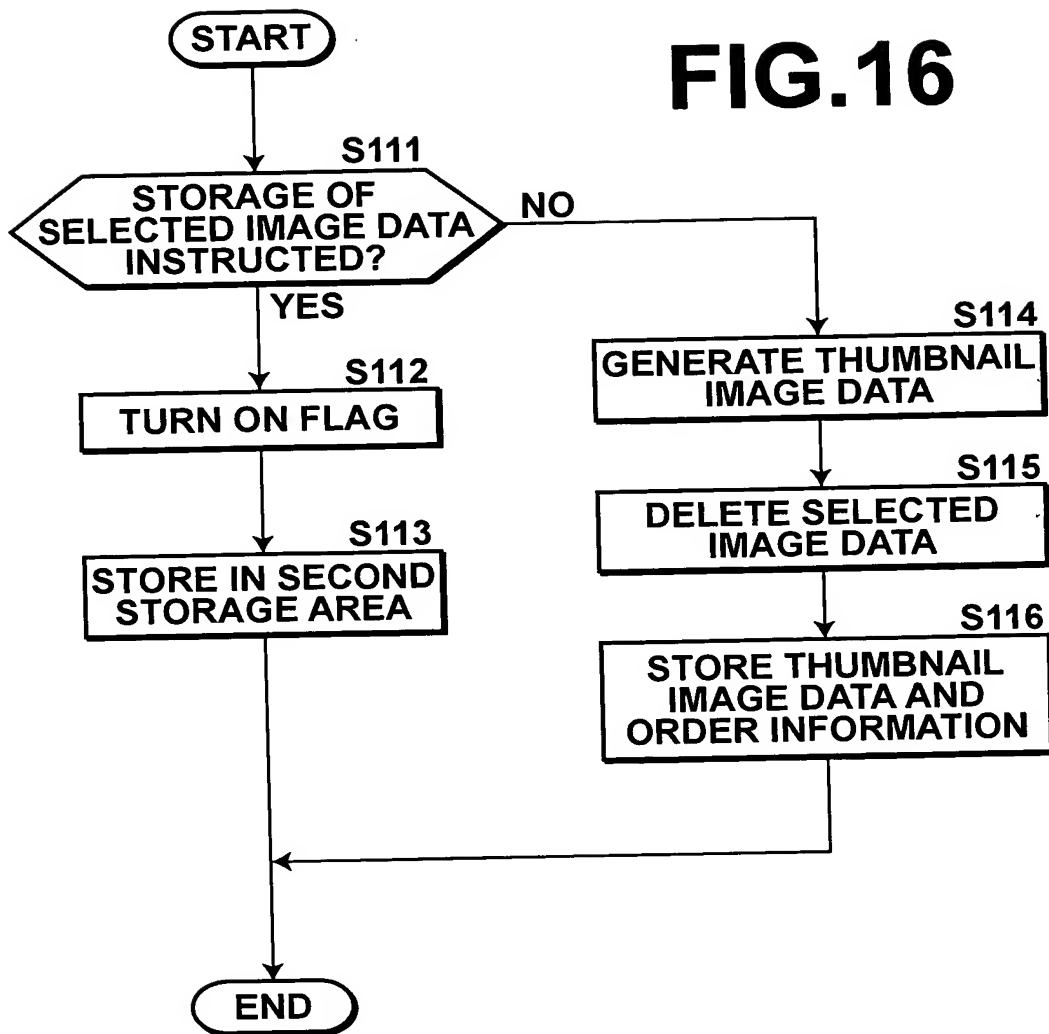 START
FIG.16
S111
STORAGE OF
SELECTED IMAGE DATA
INSTRUCTED?
NO
YES
S112
TURN ON FLAG
S113
STORE IN SECOND
STORAGE AREA
S114
GENERATE THUMBNAIL
IMAGE DATA
S115
DELETE SELECTED
IMAGE DATA
S116
STORE THUMBNAIL
IMAGE DATA AND
ORDER INFORMATION
END